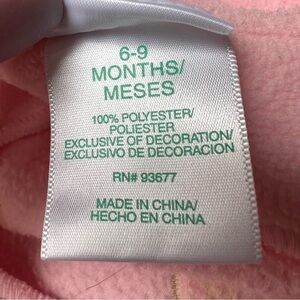 6-9
MONTHS/
MESES
100% POLYESTER/
POLIESTER
EXCLUSIVE OF DECORATION/
EXCLUSIVO DE DECORACION
RN# 93677
MADE IN CHINA/
HECHO EN CHINA